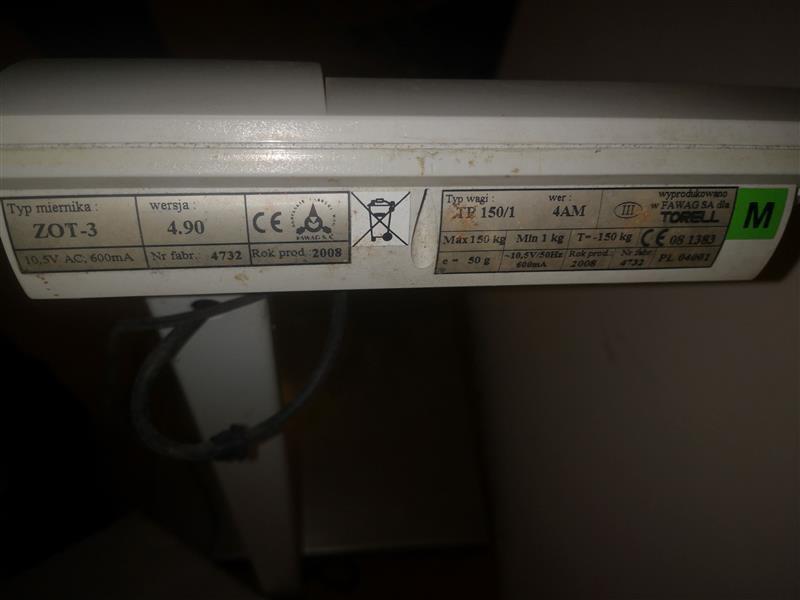 Typ miernika :
ZOT-3
wersja :
4.90
CE
FAWAG S.A.
10,5V AC; 600mA
Nr fabr.: 4732
Rok prod. 2008
Typ wagi :
TP 150/1
wer :
4AM
III
wyprodukowano
w FAWAG SA dla
TORELL
M
Max 150 kg
Min 1 kg
T=-150 kg
CE 08 1383
e = 50 g
~10,5V/50Hz
600mA
Rok prod.:
2008
Nr fabr.
4732
PL 04001